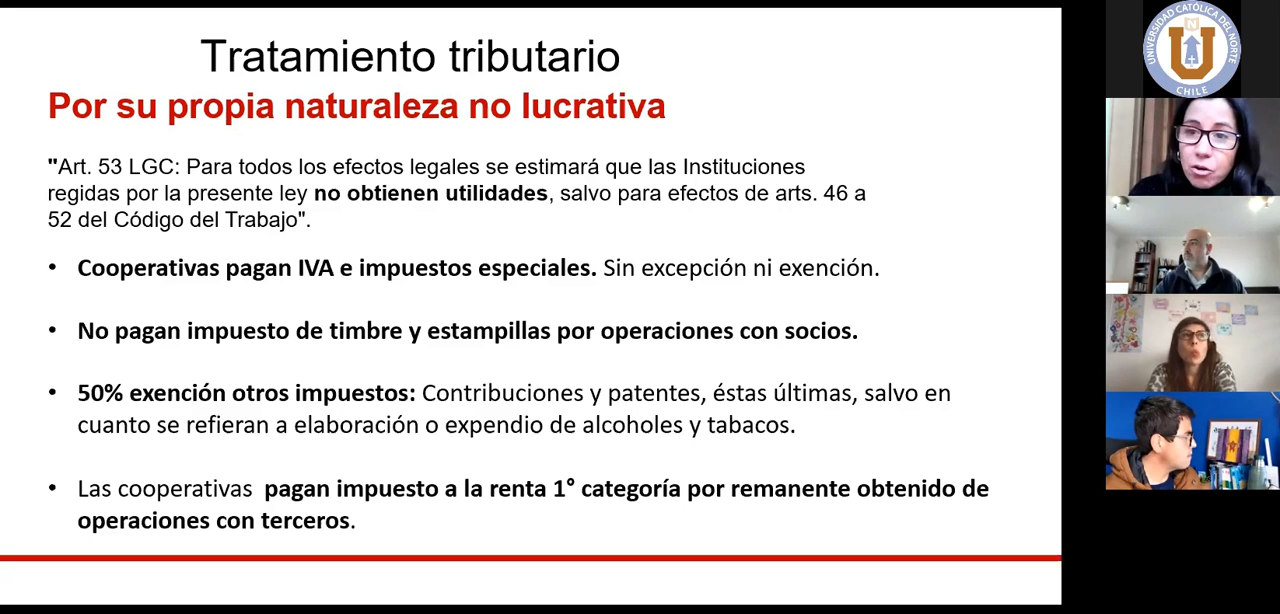 Tratamiento tributario
Por su propia naturaleza no lucrativa
"Art. 53 LGC: Para todos los efectos legales se estimará que las Instituciones
regidas por la presente ley no obtienen utilidades, salvo para efectos de arts. 46 a
52 del Código del Trabajo".
• Cooperativas pagan IVA e impuestos especiales. Sin excepción ni exención.
• No pagan impuesto de timbre y estampillas por operaciones con socios.
• 50% exención otros impuestos: Contribuciones y patentes, éstas últimas, salvo en
cuanto se refieran a elaboración o expendio de alcoholes y tabacos.
• Las cooperativas pagan impuesto a la renta 1° categoría por remanente obtenido de
operaciones con terceros.
UNIVERSIDAD CATÓLICA DEL NORTE
N
CHILE